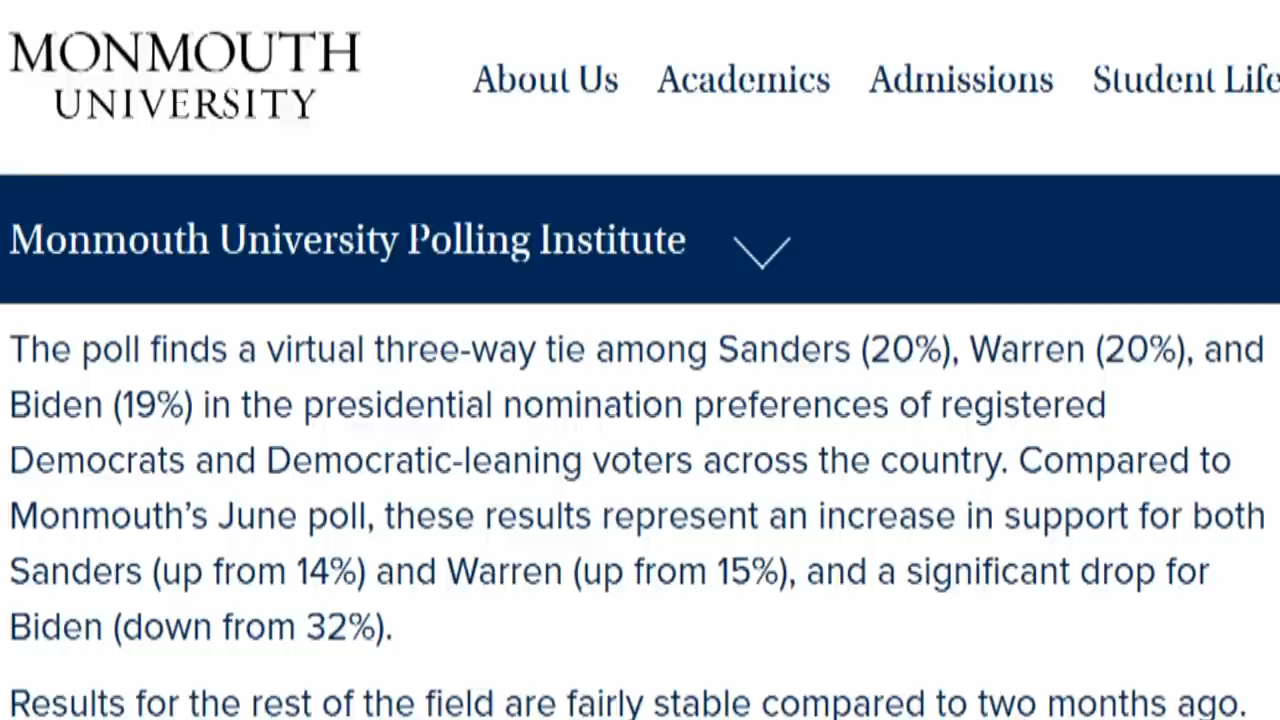 MONMOUTH
UNIVERSITY
About Us Academics Admissions Student Life
Monmouth University Polling Institute
The poll finds a virtual three-way tie among Sanders (20%), Warren (20%), and
Biden (19%) in the presidential nomination preferences of registered
Democrats and Democratic-leaning voters across the country. Compared to
Monmouth’s June poll, these results represent an increase in support for both
Sanders (up from 14%) and Warren (up from 15%), and a significant drop for
Biden (down from 32%).
Results for the rest of the field are fairly stable compared to two months ago.